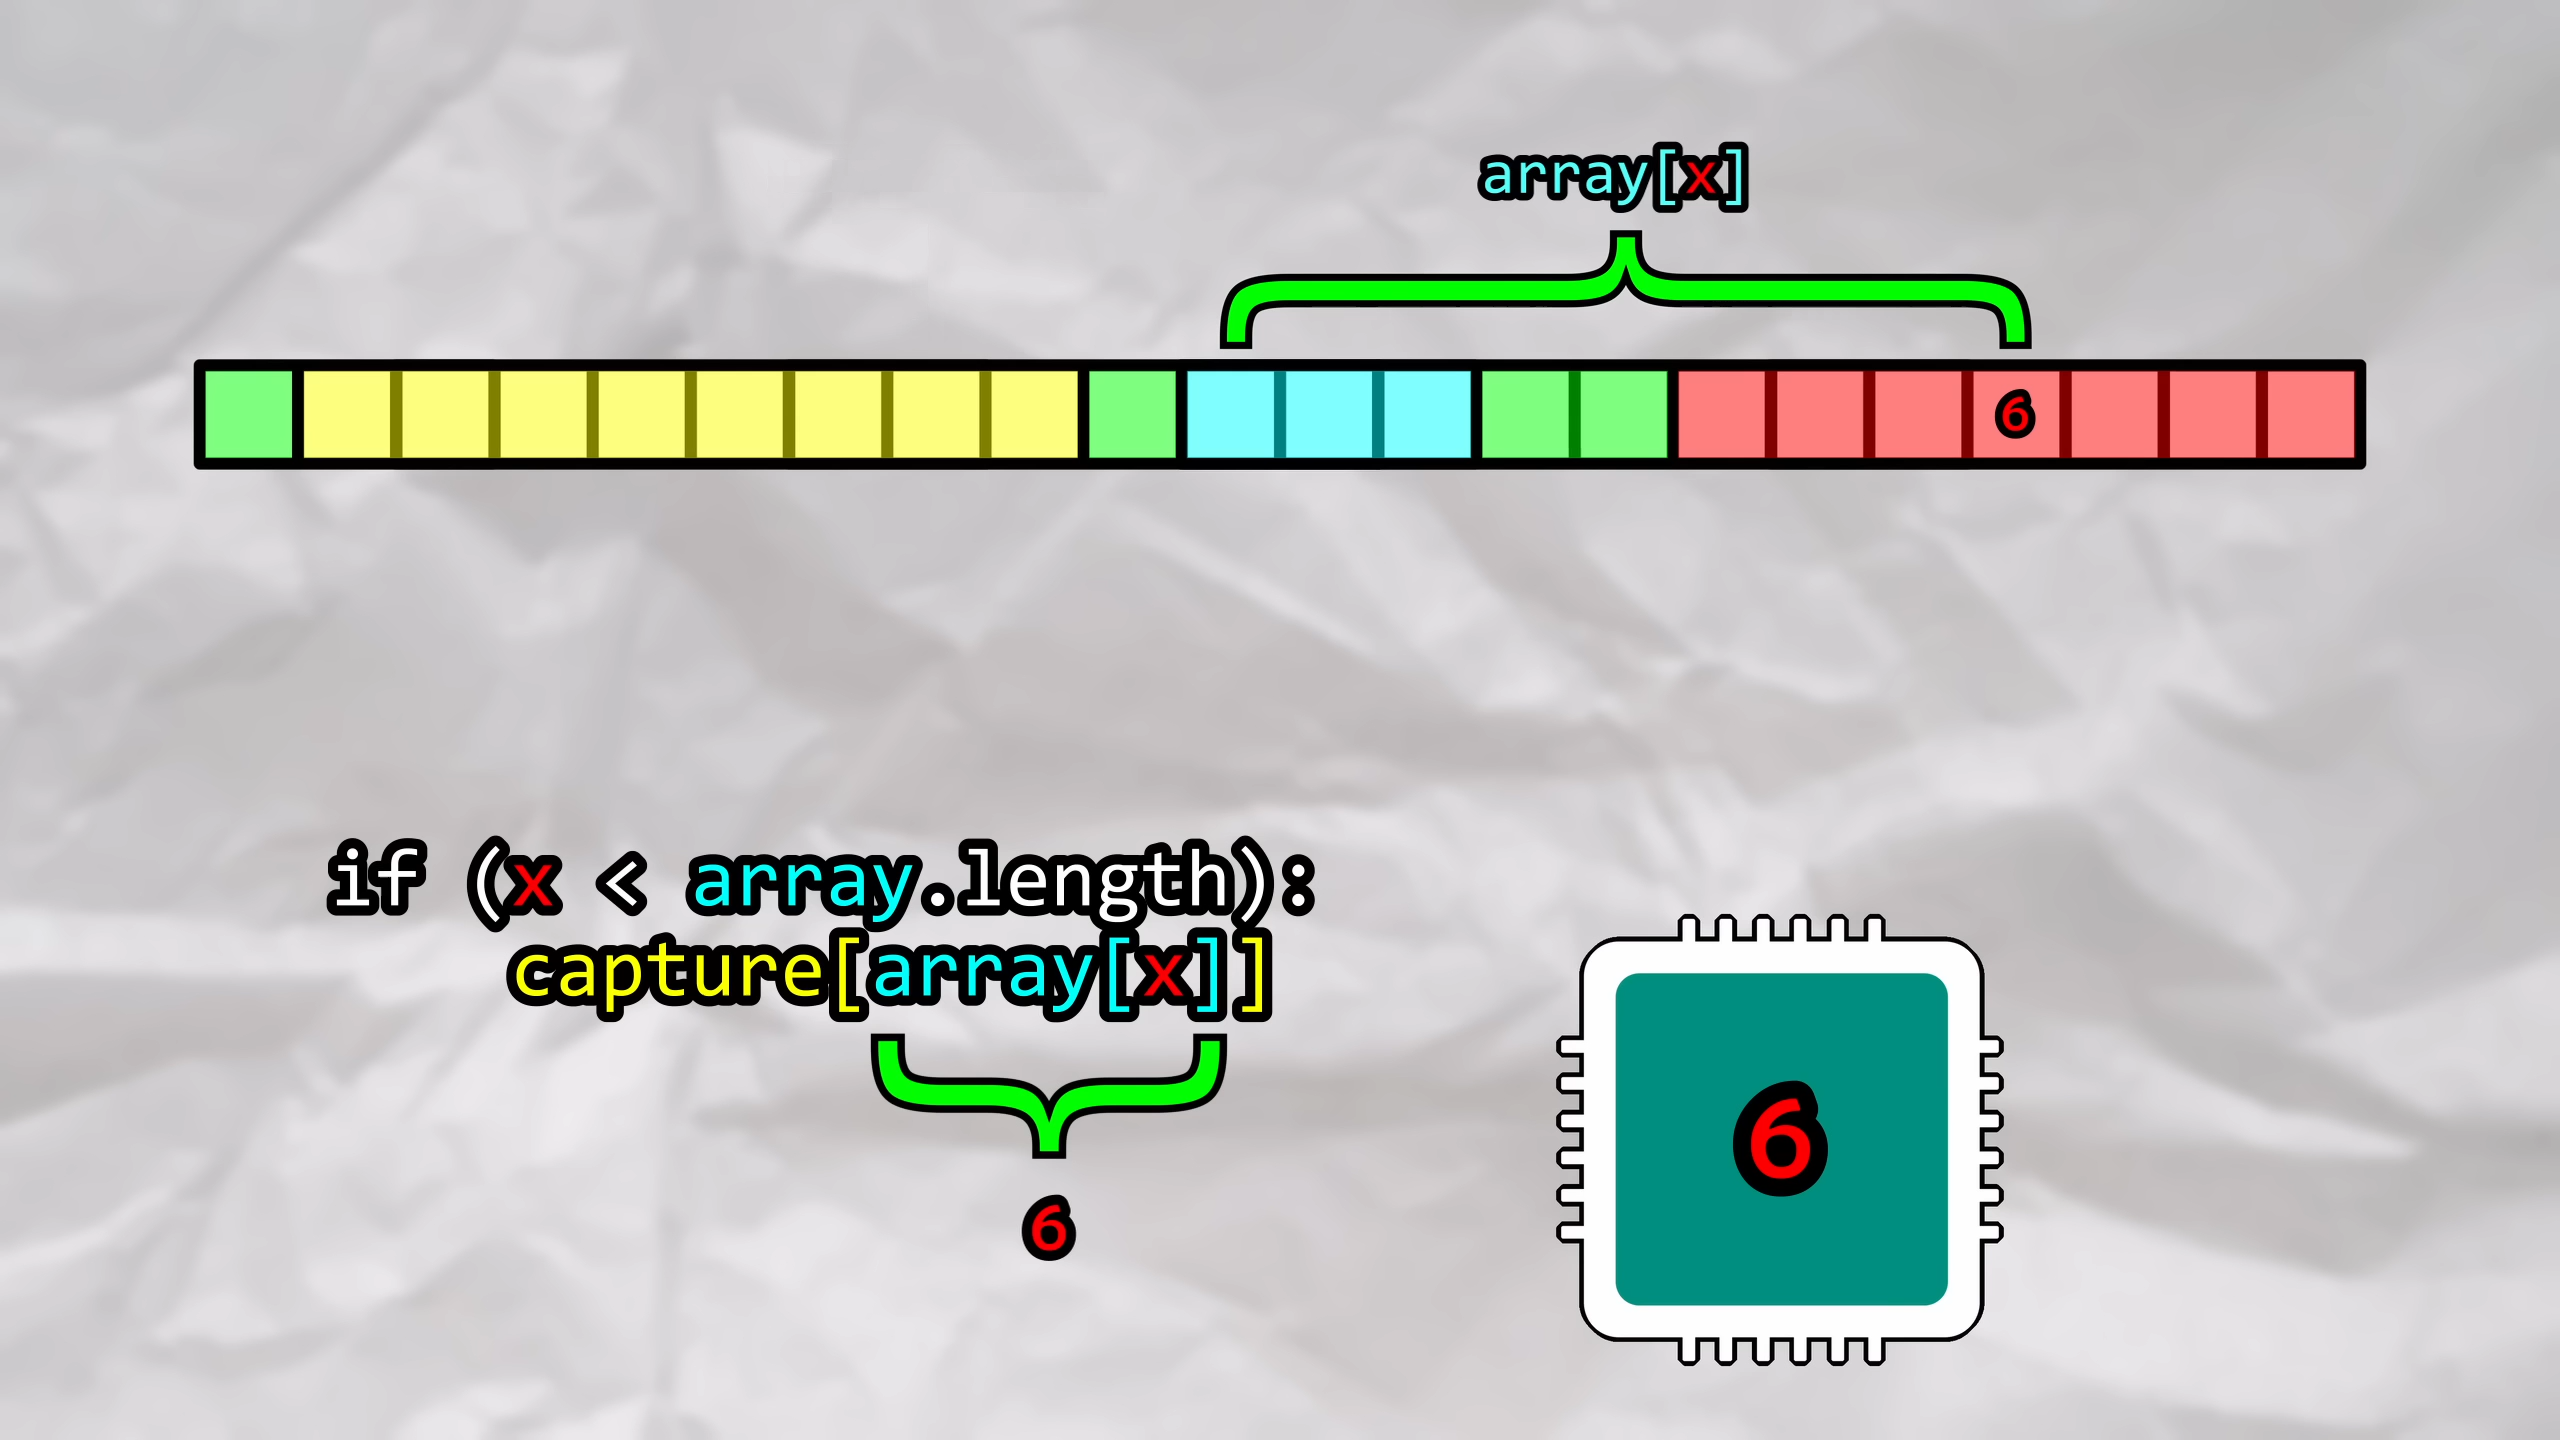 array[x]
6
if (x < array.length):
capture[array[x]]
6
6